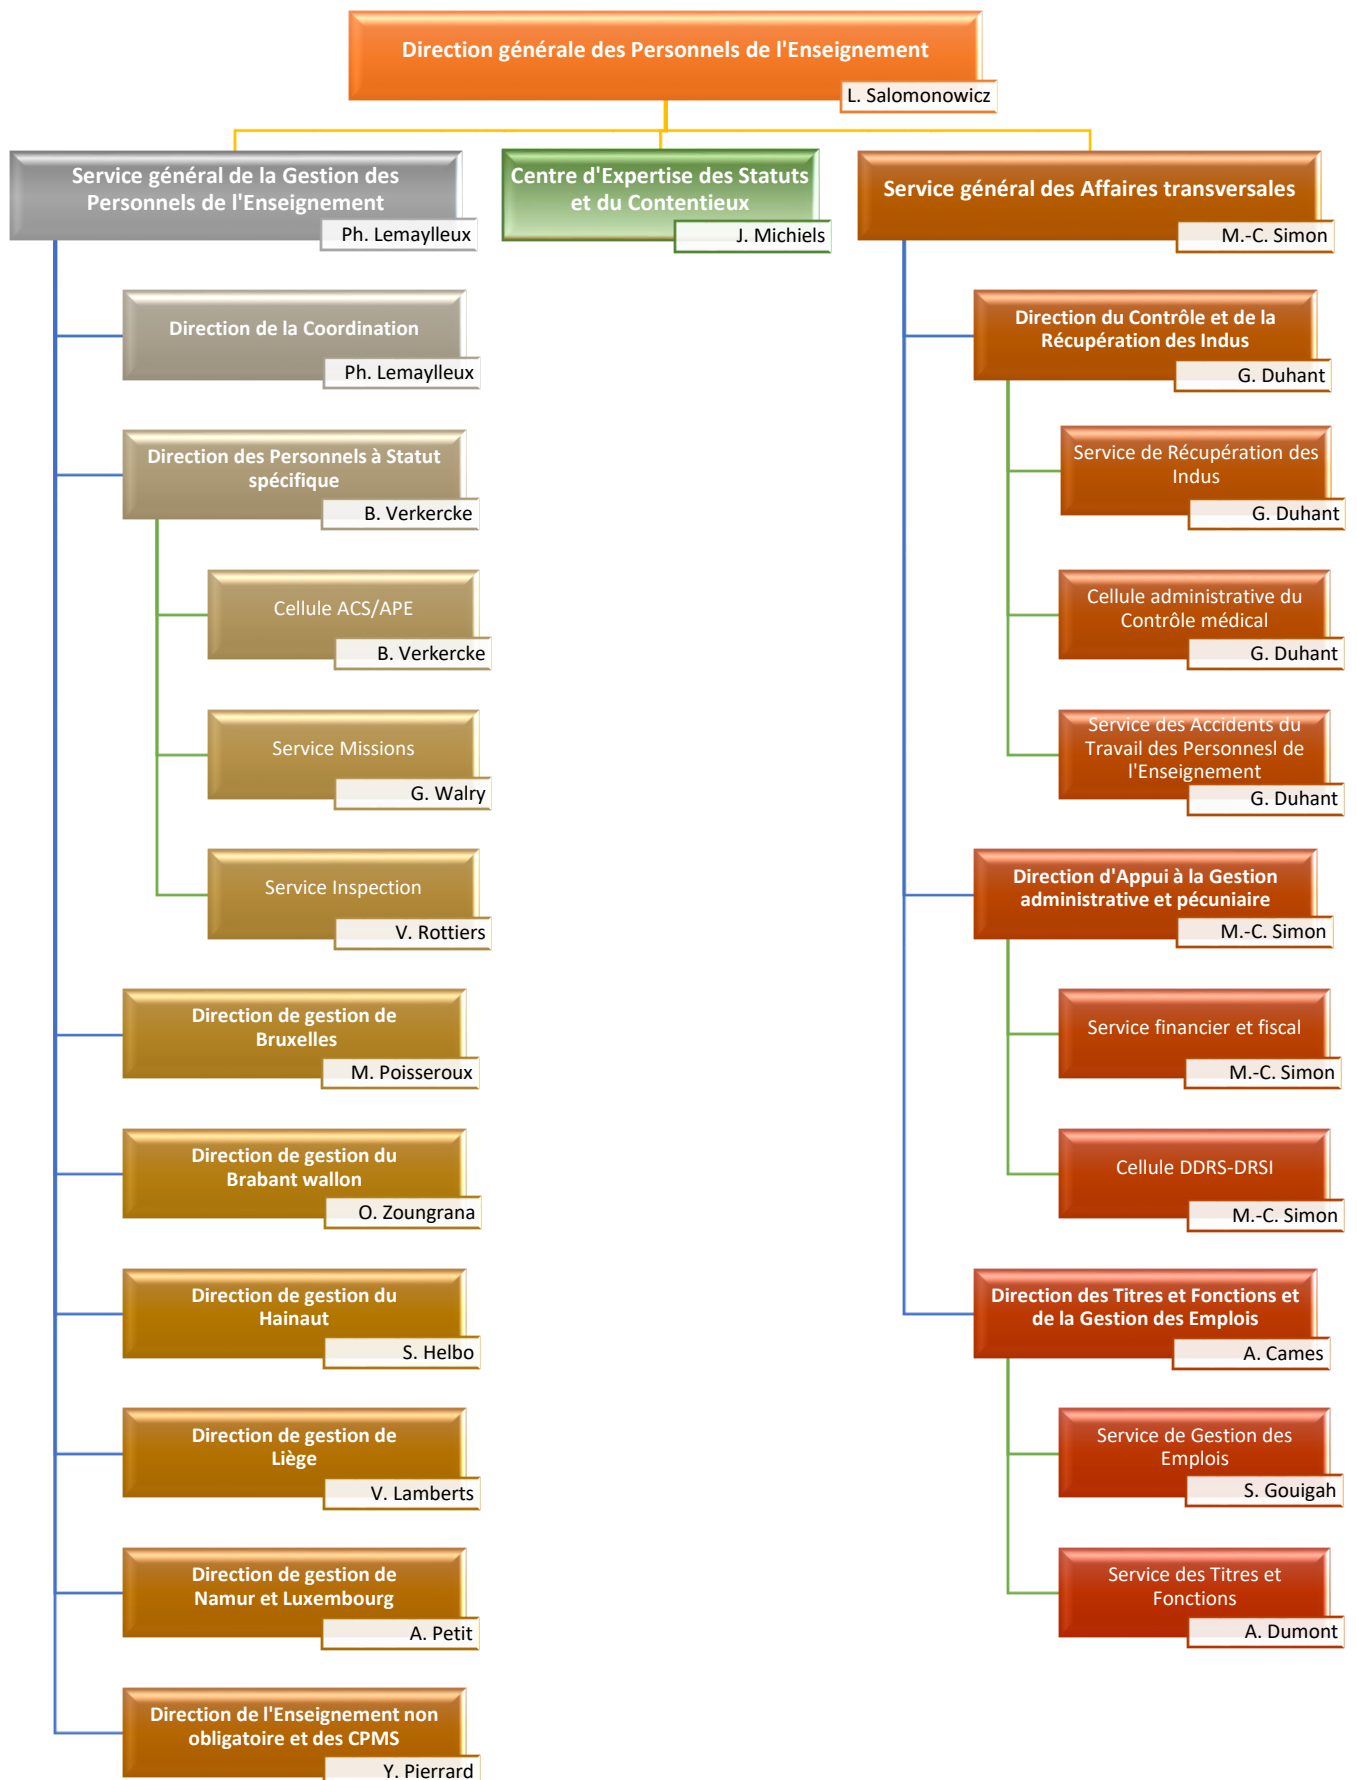 Direction générale des Personnels de l'Enseignement
L. Salomonowicz
Service général de la Gestion des
Personnels de l'Enseignement
Ph. Lemaylleux
Direction de la Coordination
Ph. Lemaylleux
Direction des Personnels à Statut
spécifique
B. Verkercke
Cellule ACS/APE
B. Verkercke
Service Missions
G. Walry
Service Inspection
V. Rottiers
Direction de gestion de
Bruxelles
M. Poisseroux
Direction de gestion du
Brabant wallon
O. Zoungrana
Direction de gestion du
Hainaut
S. Helbo
Direction de gestion de
Liège
V. Lamberts
Direction de gestion de
Namur et Luxembourg
A. Petit
Direction de l'Enseignement non
obligatoire et des CPMS
Y. Pierrard
Centre d'Expertise des Statuts
et du Contentieux
J. Michiels
Service général des Affaires transversales
M.-C. Simon
Direction du Contrôle et de la
Récupération des Indus
G. Duhant
Service de Récupération des
Indus
G. Duhant
Cellule administrative du
Contrôle médical
G. Duhant
Service des Accidents du
Travail des Personnesl de
l'Enseignement
G. Duhant
Direction d'Appui à la Gestion
administrative et pécuniaire
M.-C. Simon
Service financier et fiscal
M.-C. Simon
Cellule DDRS-DRSI
M.-C. Simon
Direction des Titres et Fonctions et
de la Gestion des Emplois
A. Cames
Service de Gestion des
Emplois
S. Gouigah
Service des Titres et
Fonctions
A. Dumont